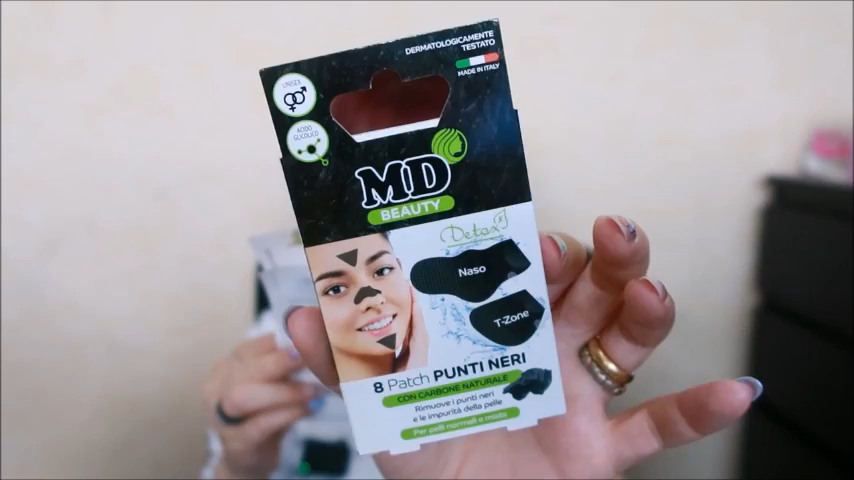 DERMATOLOGICAMENTE
TESTATO
MADE IN ITALY
UNISEX
ACIDO
GLICOLICO
MD
BEAUTY
Detox
Naso
T-Zone
8 Patch PUNTI NERI
CON CARBONE NATURALE
Rimuove i punti neri
e le impurità della pelle
Per pelli normali e miste